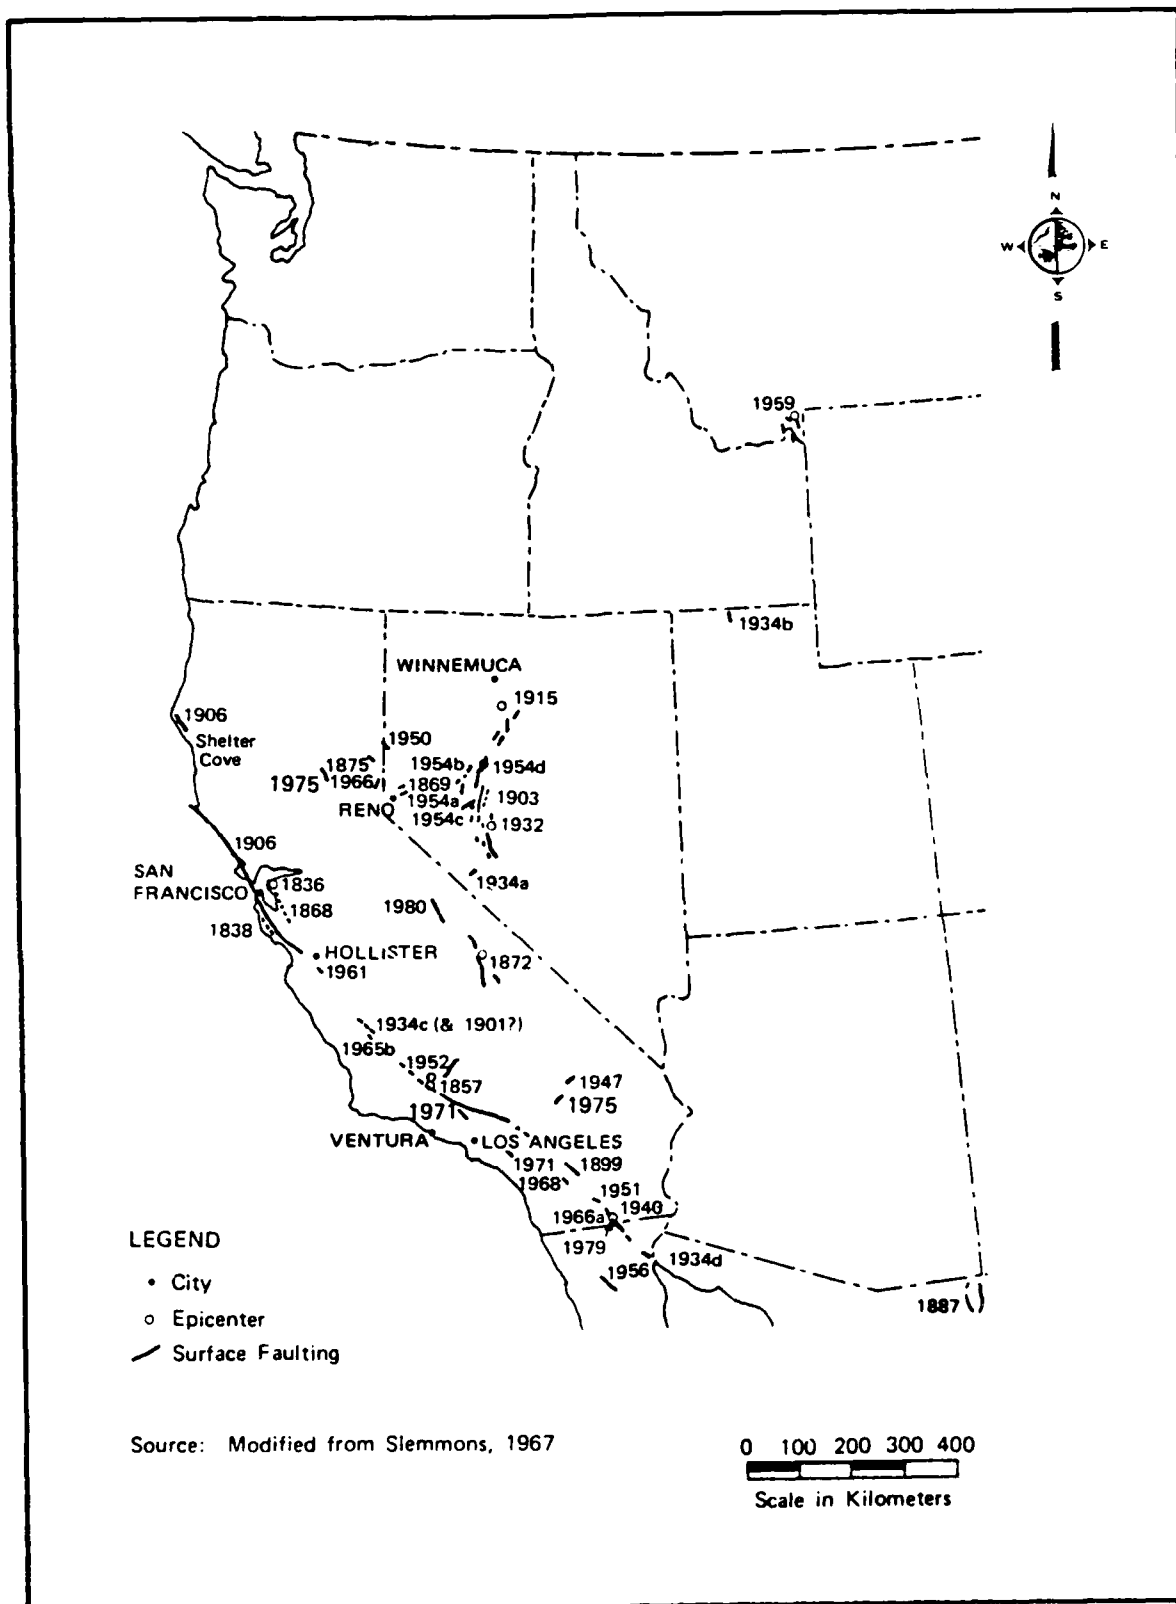 N
W E
S
1959
1934b
WINNEMUCA
1915
1906
Shelter
Cove
1950
1875
1954b
1954d
1975
1966
1869
1954a
1903
RENO
1954c
1932
1906
SAN
FRANCISCO
1836
1934a
1868
1980
1838
HOLLISTER
1872
1961
1934c (& 1901?)
1965b
1952
1857
1947
1971
1975
VENTURA
LOS ANGELES
1971
1899
1968
1951
1940
1966a
1979
1934d
1956
1887
LEGEND
City
Epicenter
Surface Faulting
Source: Modified from Slemmons, 1967
0 100 200 300 400
Scale in Kilometers